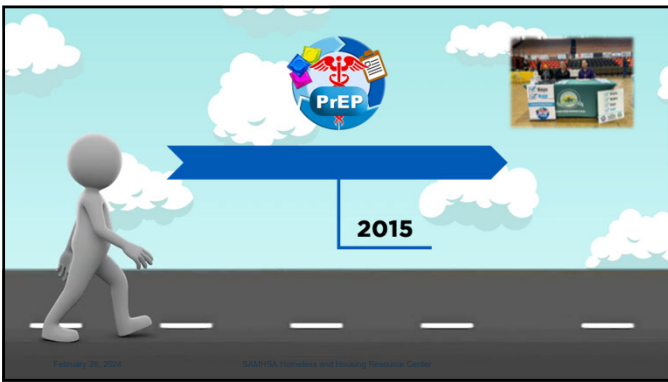 PrEP
2015
February 28, 2024
SAMHSA Homeless and Housing Resource Center